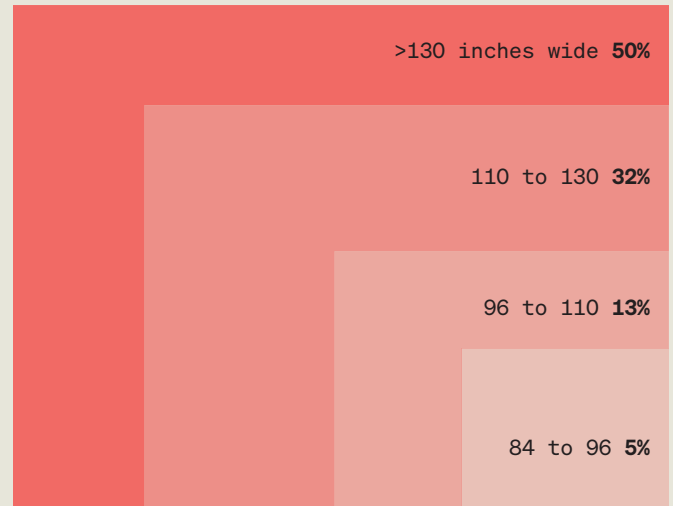 >130 inches wide 50%
110 to 130 32%
96 to 110 13%
84 to 96 5%